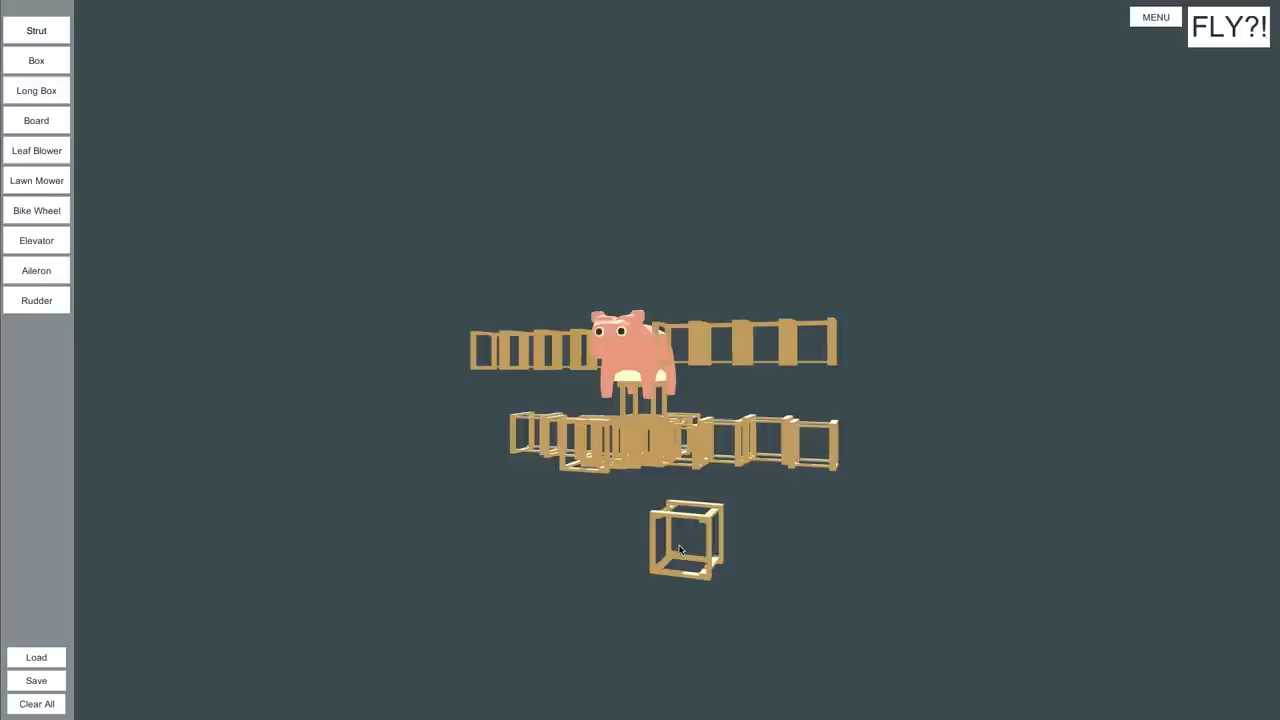 Strut
Box
Long Box
Board
Leaf Blower
Lawn Mower
Bike Wheel
Elevator
Aileron
Rudder
Load
Save
Clear All
MENU
FLY?!